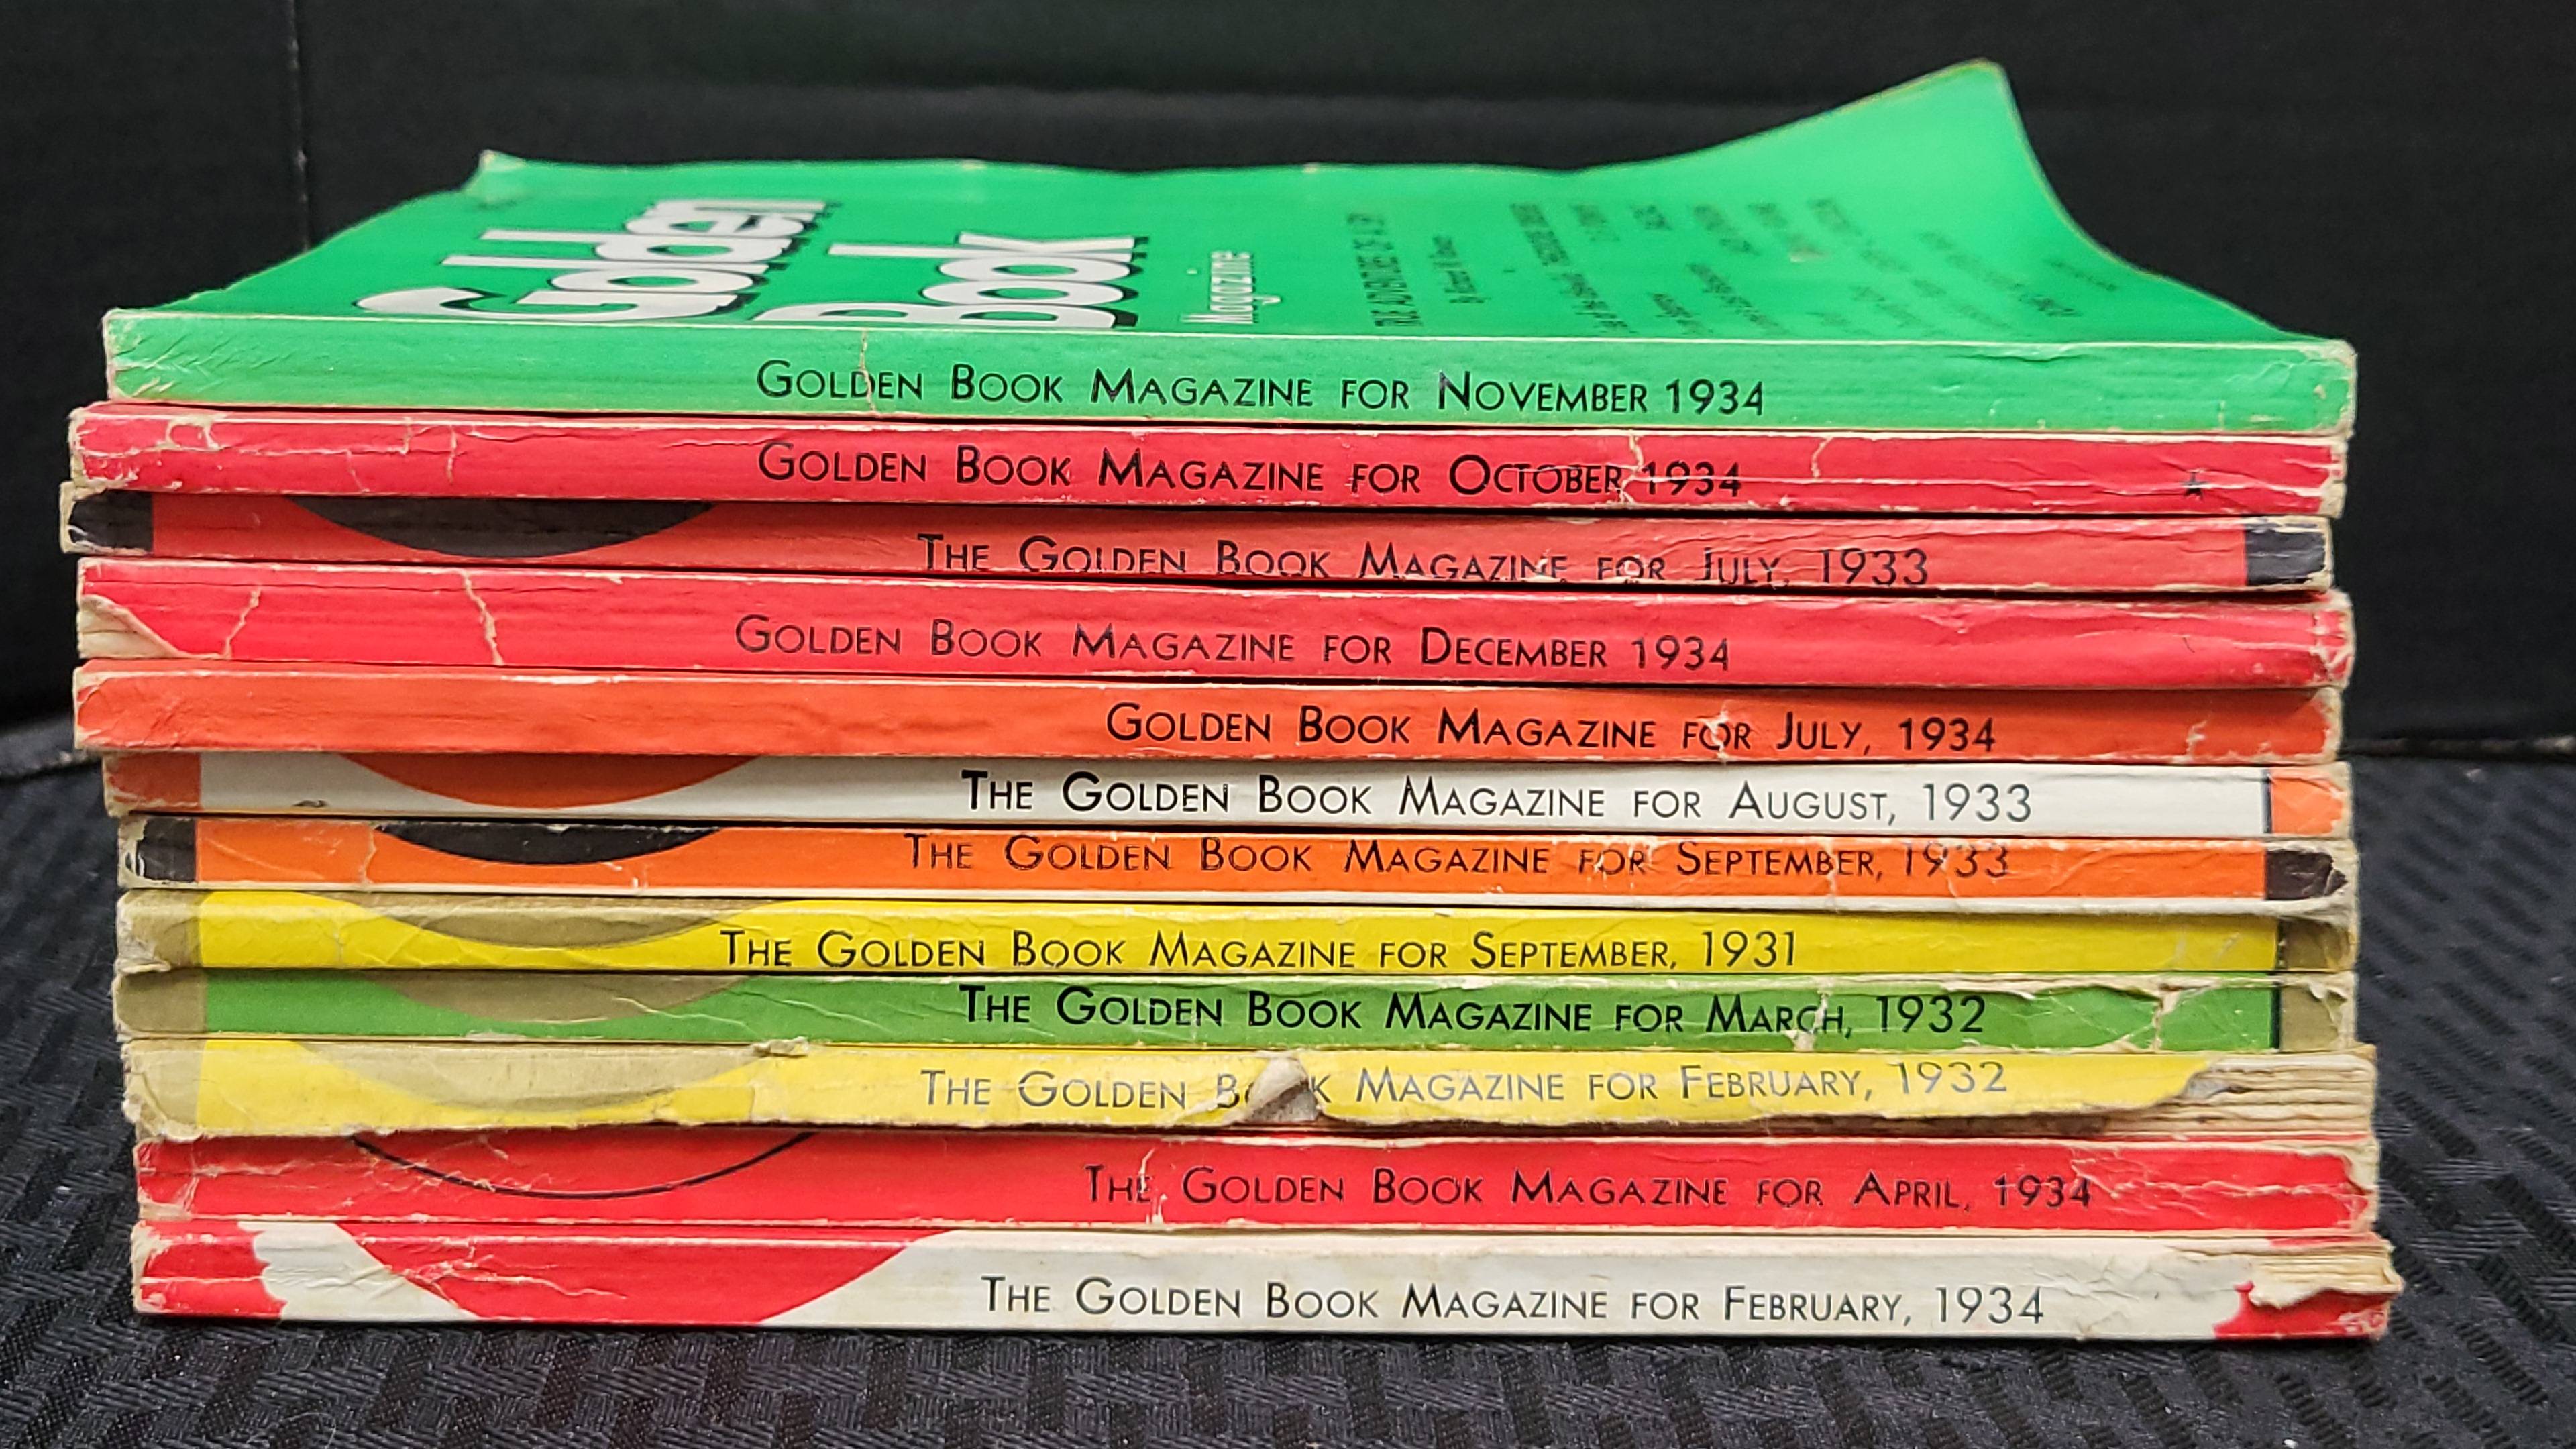 Golden
Book
Magazine
GOLDEN BOOK MAGAZINE FOR NOVEMBER 1934
GOLDEN BOOK MAGAZINE FOR OCTOBER 1934
THE GOLDEN BOOK MAGAZINE FOR JULY, 1933
GOLDEN BOOK MAGAZINE FOR DECEMBER 1934
GOLDEN BOOK MAGAZINE FOR JULY, 1934
THE GOLDEN BOOK MAGAZINE FOR AUGUST, 1933
THE GOLDEN BOOK MAGAZINE FOR SEPTEMBER, 1933
THE GOLDEN BOOK MAGAZINE FOR SEPTEMBER, 1931
THE GOLDEN BOOK MAGAZINE FOR MARCH, 1932
THE GOLDEN B K MAGAZINE FOR FEBRUARY, 1932
THE GOLDEN BOOK MAGAZINE FOR APRIL, 1934
THE GOLDEN BOOK MAGAZINE FOR FEBRUARY, 1934